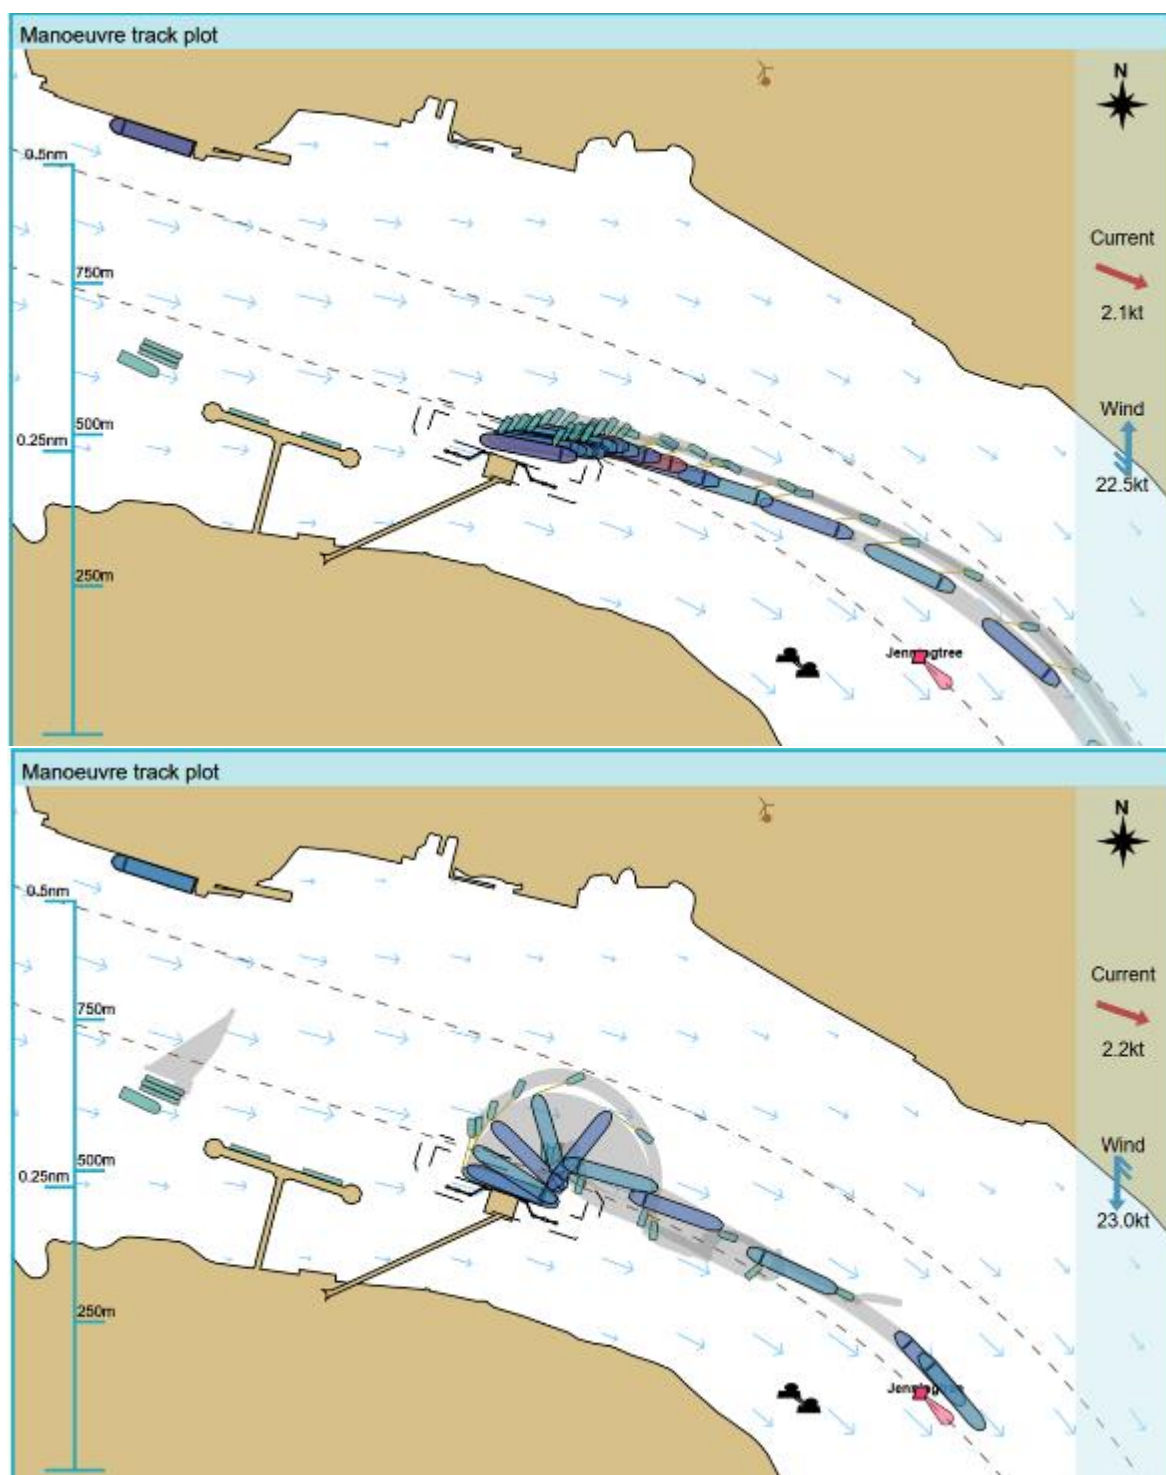 Manoeuvre track plot
N
0.5nm
Current
750m
2.1kt
Wind
500m
0.25nm
22.5kt
250m
Jenningtree
Manoeuvre track plot
N
0.5nm
Current
750m
2.2kt
Wind
500m
0.25nm
23.0kt
250m